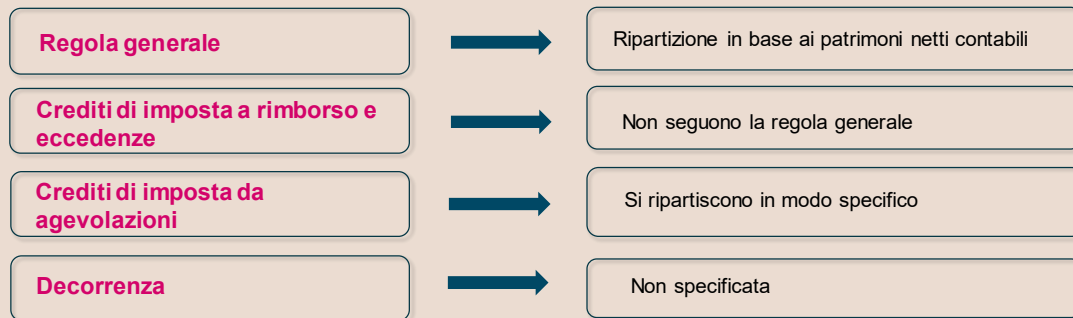 Regola generale
Ripartizione in base ai patrimoni netti contabili
Crediti di imposta a rimborso e
eccedenze
Non seguono la regola generale
Crediti di imposta da
agevolazioni
Si ripartiscono in modo specifico
Decorrenza
Non specificata